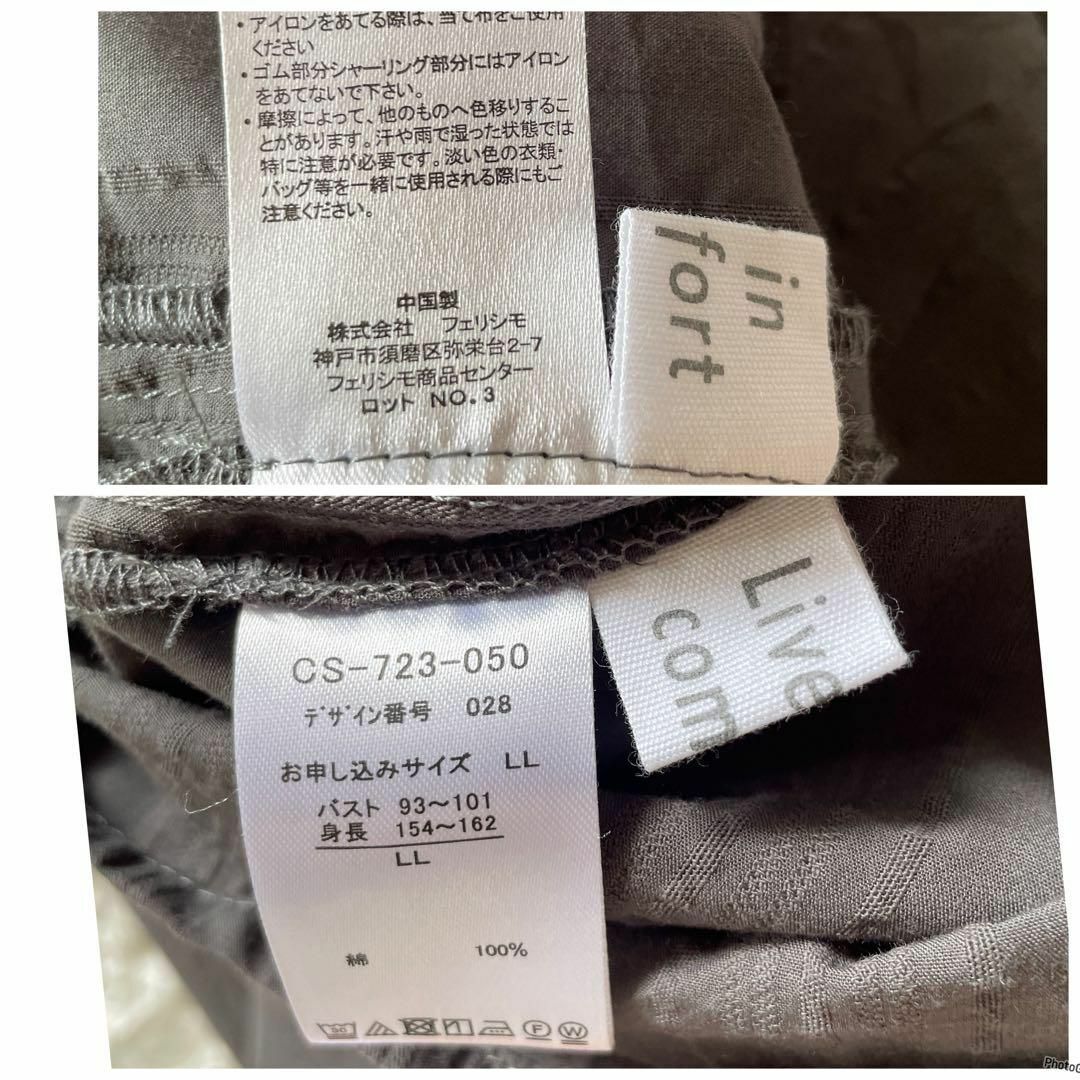 ・アイロンをあてる際は、当て布をご使用
ください
・ゴム部分シャーリング部分にはアイロン
をあてないで下さい。
・摩擦によって、他のものへ色移りするこ
とがあります。汗や雨で湿った状態では
特に注意が必要です。淡い色の衣類・
バッグ等を一緒に使用される際にもご
注意ください。
中国製
株式会社 フェリシモ
神戸市須磨区弥栄台2-7
フェリシモ商品センター
ロット NO.3
in
fort
CS-723-050
デザイン番号 028
お申し込みサイズ LL
バスト 93〜101
身長 154〜162
LL
綿 100%
Live
com